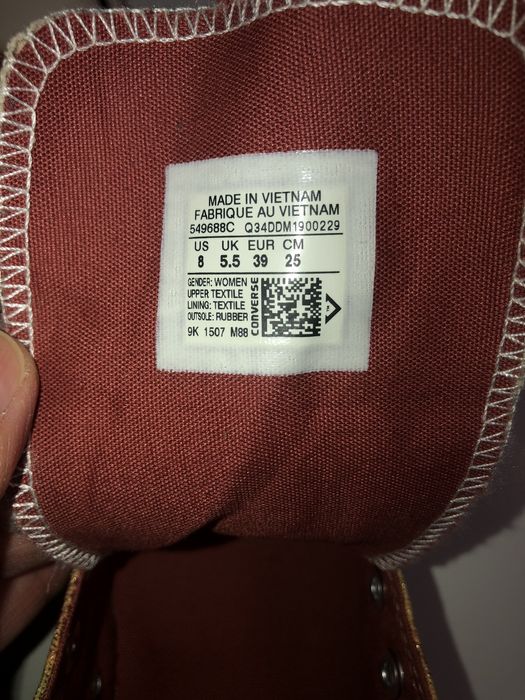 MADE IN VIETNAM
FABRIQUE AU VIETNAM
549688C Q34DDM1900229
US UK EUR CM
8 5.5 39 25
GENDER: WOMEN
UPPER TEXTILE
LINING: TEXTILE
OUTSOLE: RUBBER
9K 1507 M88
CONVERSE